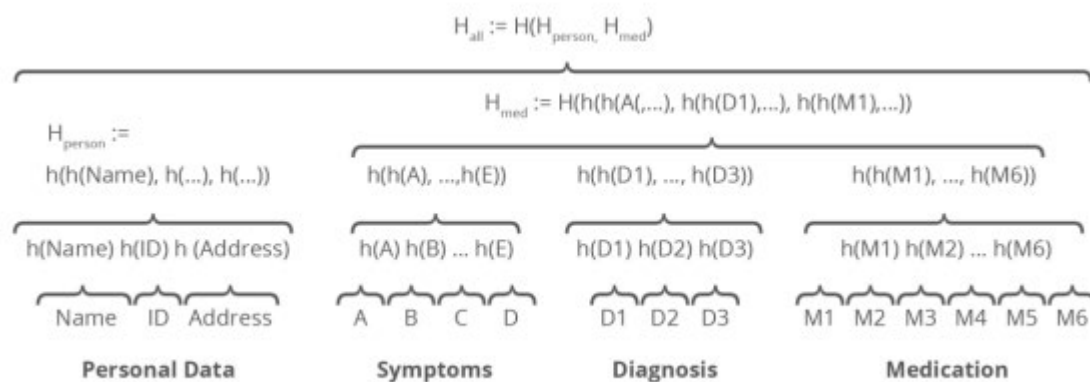 H_all := H(H_person, H_med)
H_med := H(h(h(A(,...), h(h(D1),...), h(h(M1),...))
H_person :=
h(h(Name), h(...), h(...)) h(h(A), ...,h(E)) h(h(D1), ..., h(D3)) h(h(M1), ..., h(M6))
h(Name) h(ID) h (Address) h(A) h(B) ... h(E) h(D1) h(D2) h(D3) h(M1) h(M2) ... h(M6)
Name ID Address A B C D D1 D2 D3 M1 M2 M3 M4 M5 M6
Personal Data Symptoms Diagnosis Medication